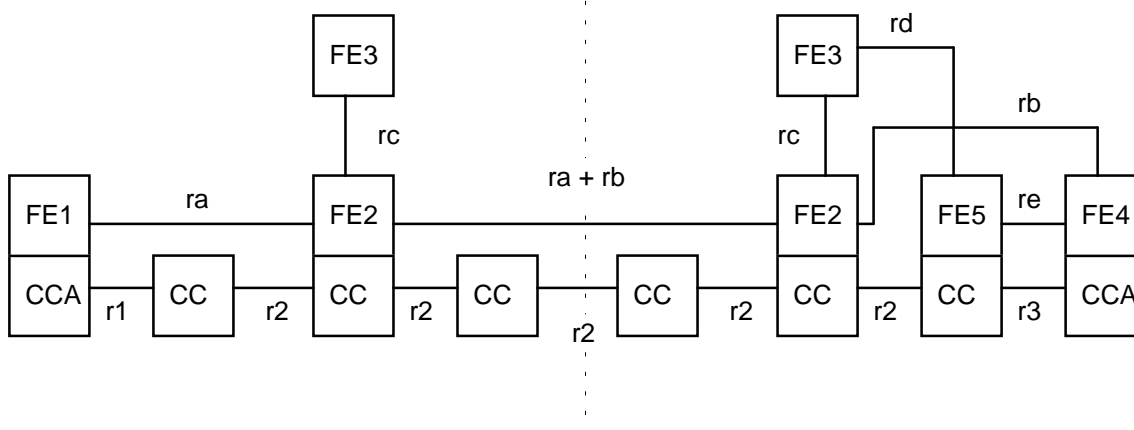 rd
FE3
FE3
rb
rc
rc
ra + rb
ra
FE1
FE2
FE2
FE5
re
FE4
CCA
r1
CC
r2
CC
r2
CC
r2
CC
r2
CC
r2
CC
r3
CCA